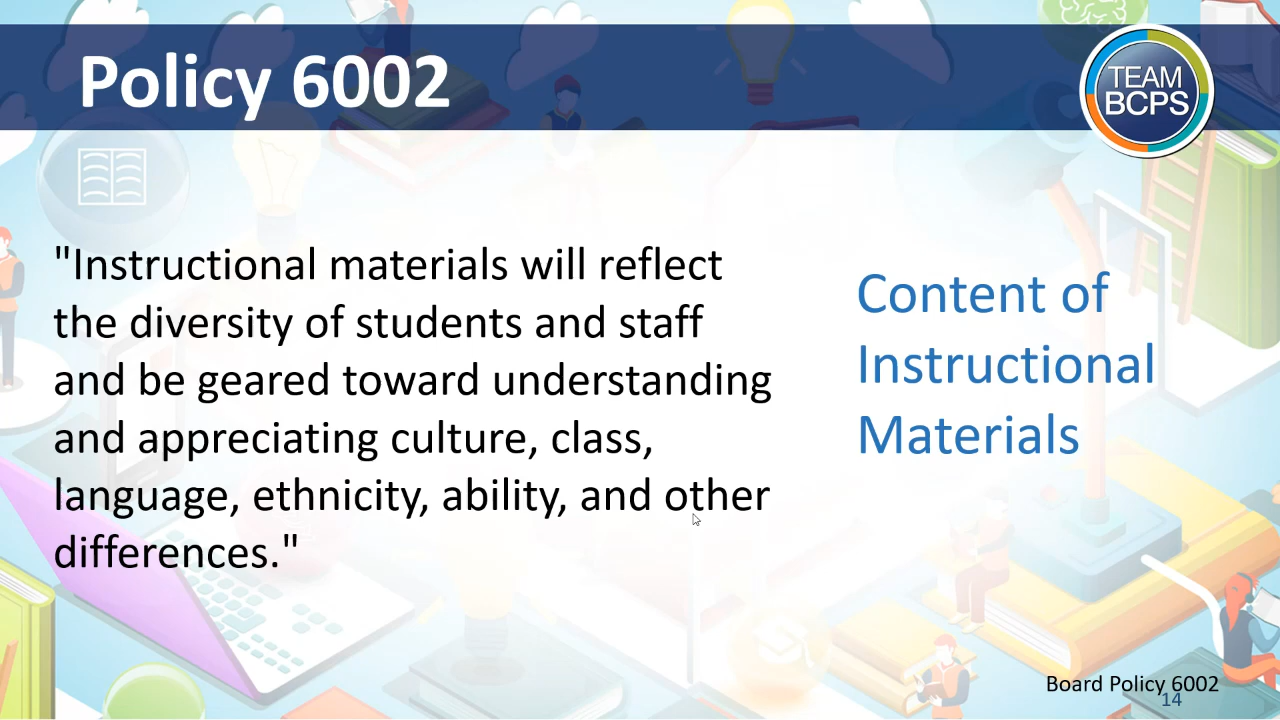 Policy 6002
TEAM
BCPS
"Instructional materials will reflect
the diversity of students and staff
and be geared toward understanding
and appreciating culture, class,
language, ethnicity, ability, and other
differences."
Content of
Instructional
Materials
Board Policy 6002
14